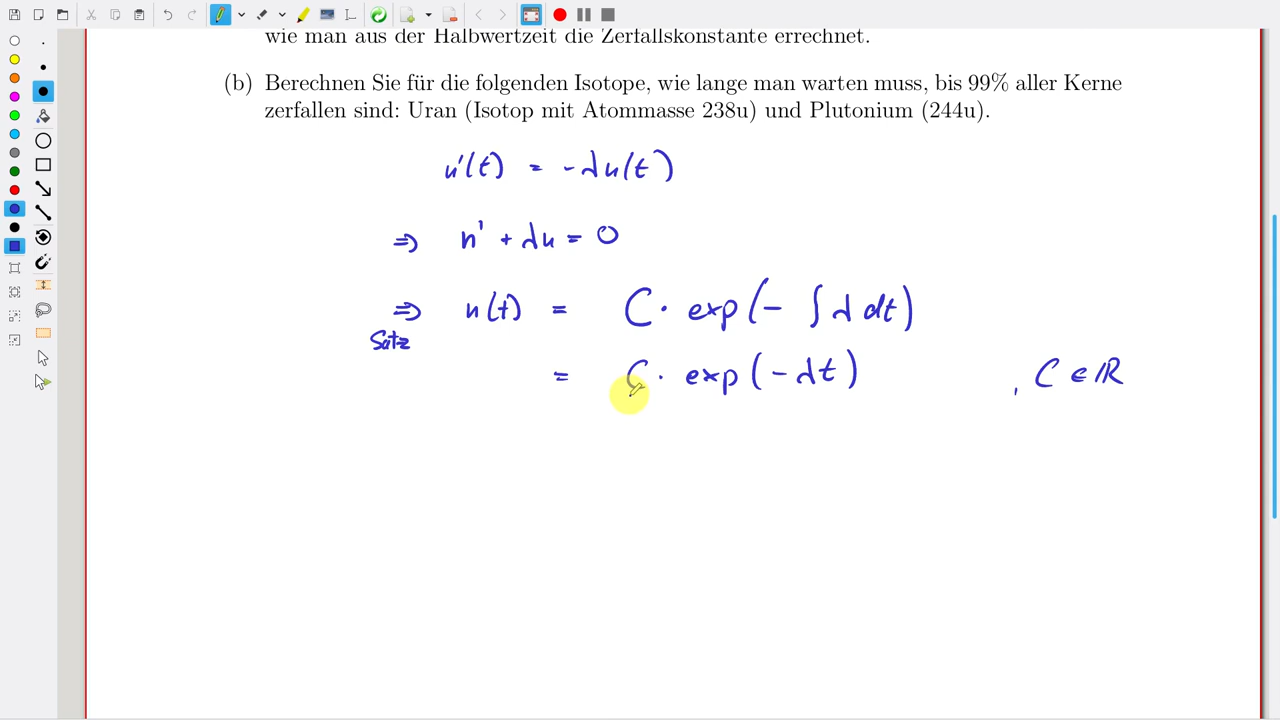 wie man aus der Halbwertzeit die Zerfallskonstante errechnet.
(b) Berechnen Sie für die folgenden Isotope, wie lange man warten muss, bis 99% aller Kerne
zerfallen sind: Uran (Isotop mit Atommasse 238u) und Plutonium (244u).
n'(t) = -λn(t)
⇒ n' + λn = 0
⇒ n(t) = C · exp(- ∫ λ dt)
Satz
= C · exp(-λt) , C ∈ ℝ